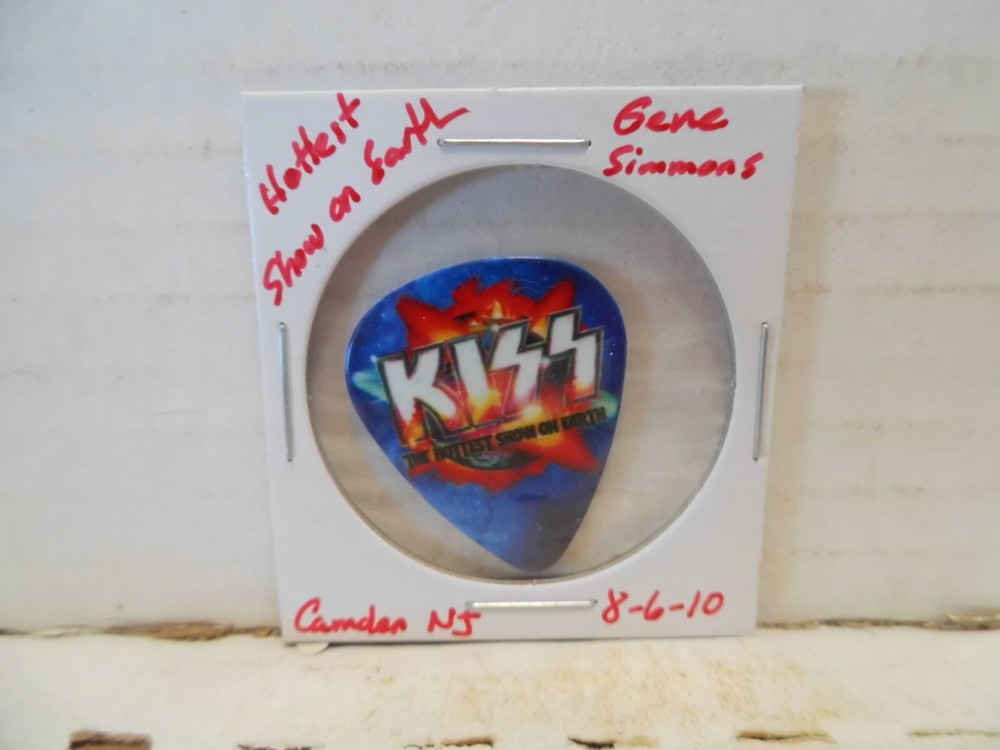 Hottest
Show on Earth
Gene
Simmons
KISS
THE HOTTEST SHOW ON EARTH
Camden NJ
8-6-10